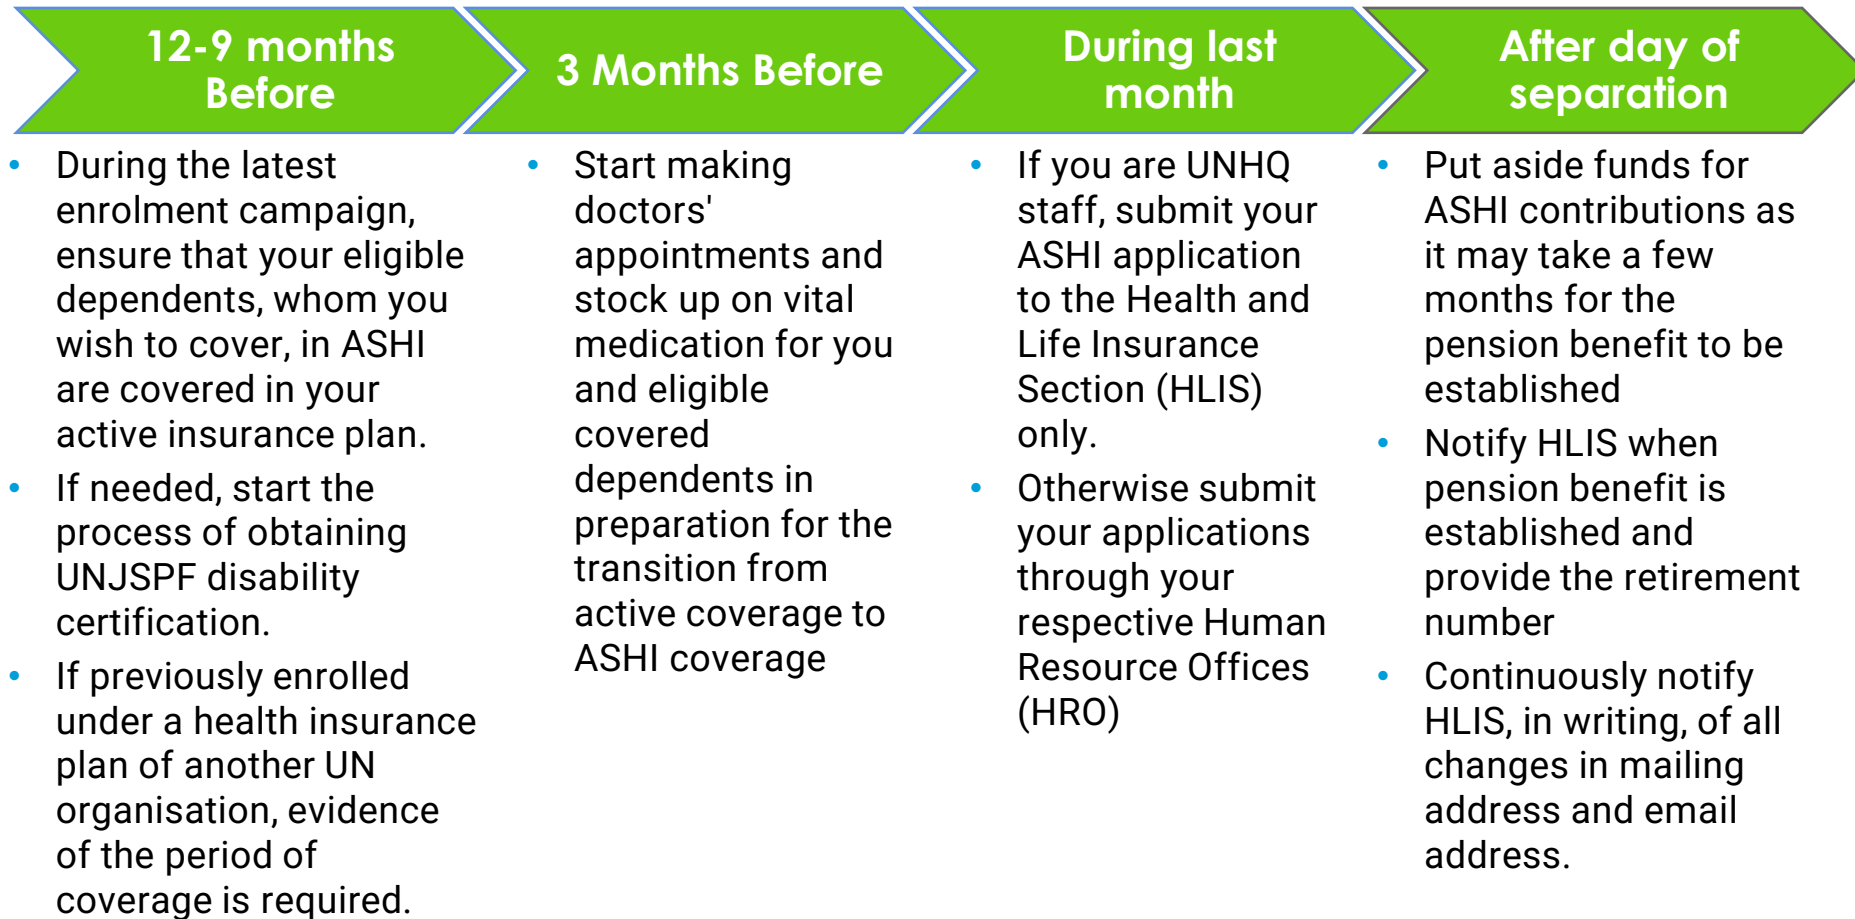 12-9 months
Before
3 Months Before
During last
month
After day of
separation
• During the latest
enrolment campaign,
ensure that your eligible
dependents, whom you
wish to cover, in ASHI
are covered in your
active insurance plan.
• If needed, start the
process of obtaining
UNJSPF disability
certification.
• If previously enrolled
under a health insurance
plan of another UN
organisation, evidence
of the period of
coverage is required.
• Start making
doctors'
appointments and
stock up on vital
medication for you
and eligible
covered
dependents in
preparation for the
transition from
active coverage to
ASHI coverage
• If you are UNHQ
staff, submit your
ASHI application
to the Health and
Life Insurance
Section (HLIS)
only.
• Otherwise submit
your applications
through your
respective Human
Resource Offices
(HRO)
• Put aside funds for
ASHI contributions as
it may take a few
months for the
pension benefit to be
established
• Notify HLIS when
pension benefit is
established and
provide the retirement
number
• Continuously notify
HLIS, in writing, of all
changes in mailing
address and email
address.